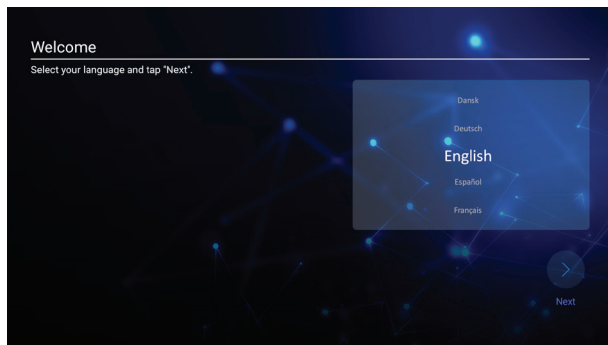 Welcome
Select your language and tap "Next".
Dansk
Deutsch
English
Español
Français
Next